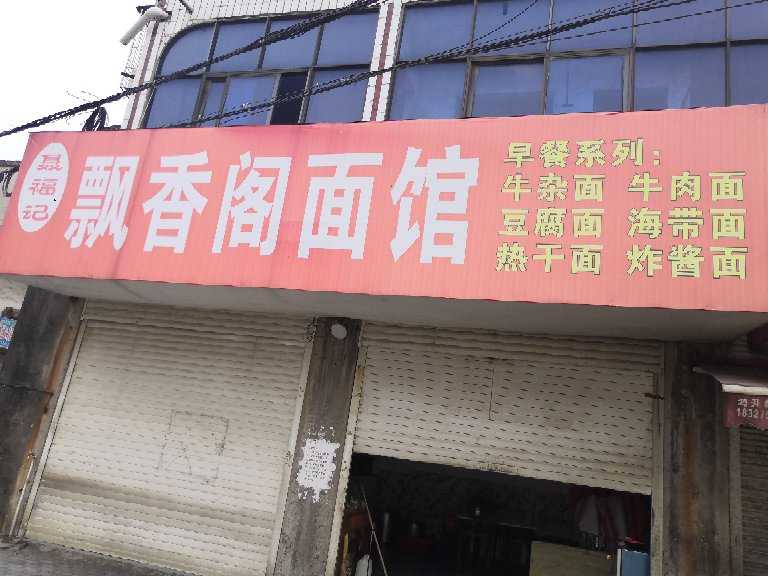 聂福记
飘香阁面馆
早餐系列:
牛杂面 牛肉面
豆腐面 海带面
热干面 炸酱面